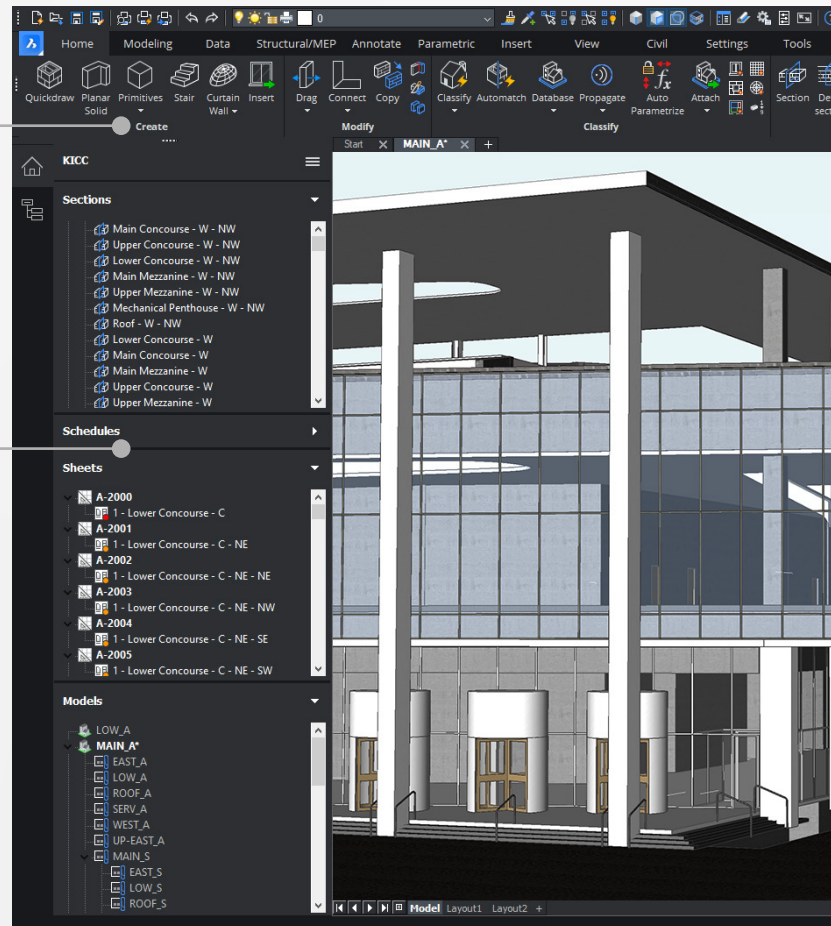 0
Home Modeling Data Structural/MEP Annotate Parametric Insert View Civil Settings Tools
Quickdraw Planar Solid Primitives Stair Curtain Wall Insert Drag Connect Copy Classify Automatch Database Propagate Auto Parametrize Attach Section
Create Modify Classify
Start MAIN_A* +
KICC
Sections
Main Concourse - W - NW
Upper Concourse - W - NW
Lower Concourse - W - NW
Main Mezzanine - W - NW
Upper Mezzanine - W - NW
Mechanical Penthouse - W - NW
Roof - W - NW
Lower Concourse - W
Main Concourse - W
Main Mezzanine - W
Upper Concourse - W
Upper Mezzanine - W
Schedules
Sheets
A-2000
1 - Lower Concourse - C
A-2001
1 - Lower Concourse - C - NE
A-2002
1 - Lower Concourse - C - NE - NE
A-2003
1 - Lower Concourse - C - NE - NW
A-2004
1 - Lower Concourse - C - NE - SE
A-2005
1 - Lower Concourse - C - NE - SW
Models
LOW_A
MAIN_A*
EAST_A
LOW_A
ROOF_A
SERV_A
WEST_A
UP-EAST_A
MAIN_S
EAST_S
LOW_S
ROOF_S
Model Layout1 Layout2 +